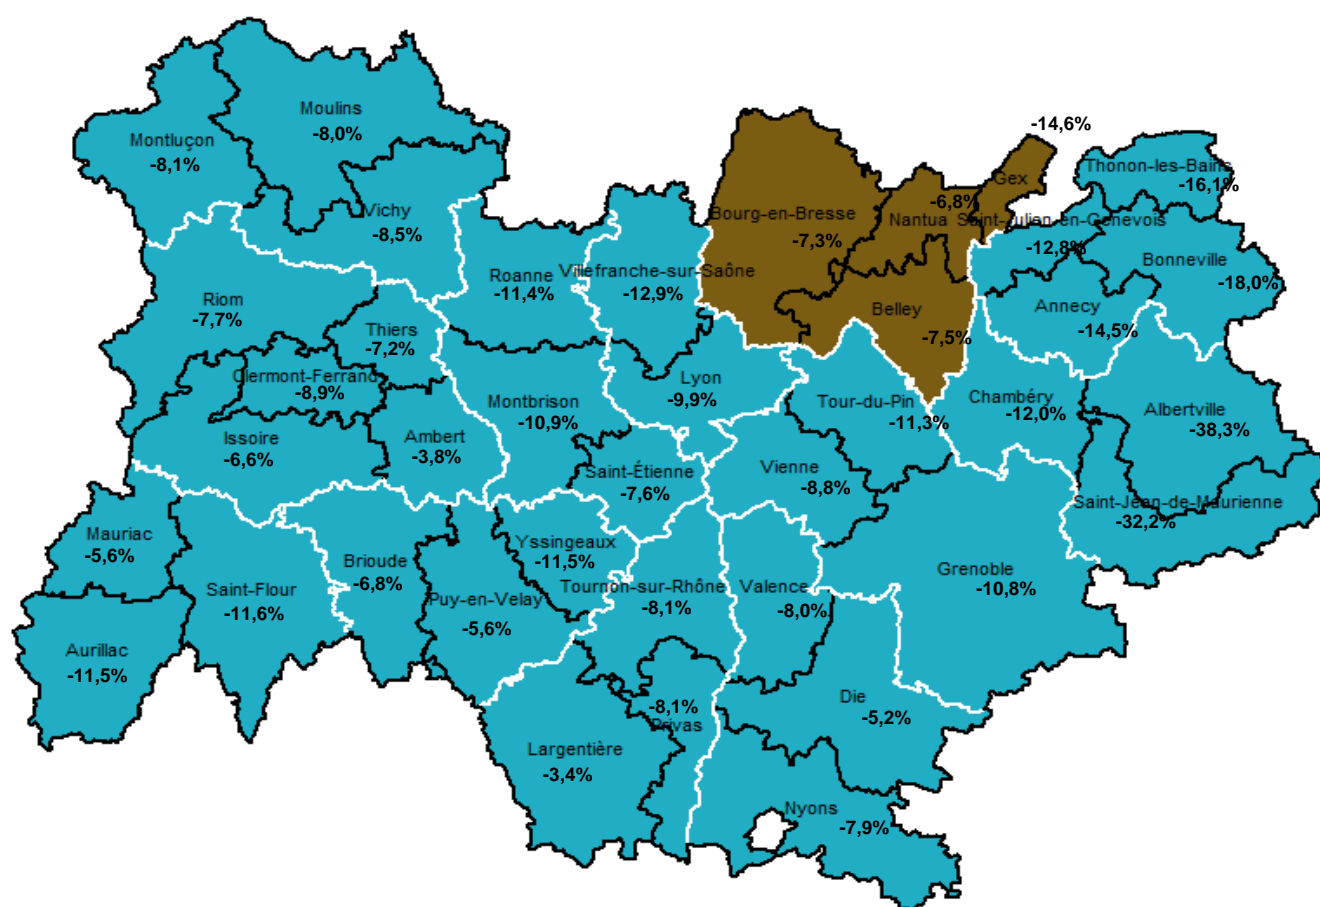 Moulins
-8,0%
Montluçon
-8,1%
-14,6%
Gex
Thonon-les-Bains
-16,1%
Vichy
-8,5%
Bourg-en-Bresse
-7,3%
-6,8%
Nantua
Saint-Julien-en-Genevois
-12,8%
Bonneville
-18,0%
Roanne
-11,4%
Villefranche-sur-Saône
-12,9%
Riom
-7,7%
Thiers
-7,2%
Belley
-7,5%
Annecy
-14,5%
Clermont-Ferrand
-8,9%
Lyon
-9,9%
Montbrison
-10,9%
Tour-du-Pin
-11,3%
Chambéry
-12,0%
Albertville
-38,3%
Issoire
-6,6%
Ambert
-3,8%
Saint-Étienne
-7,6%
Vienne
-8,8%
Saint-Jean-de-Maurienne
-32,2%
Mauriac
-5,6%
Saint-Flour
-11,6%
Brioude
-6,8%
Yssingeaux
-11,5%
Puy-en-Velay
-5,6%
Tournon-sur-Rhône
-8,1%
Valence
-8,0%
Grenoble
-10,8%
Aurillac
-11,5%
-8,1%
Privas
Die
-5,2%
Largentière
-3,4%
Nyons
-7,9%